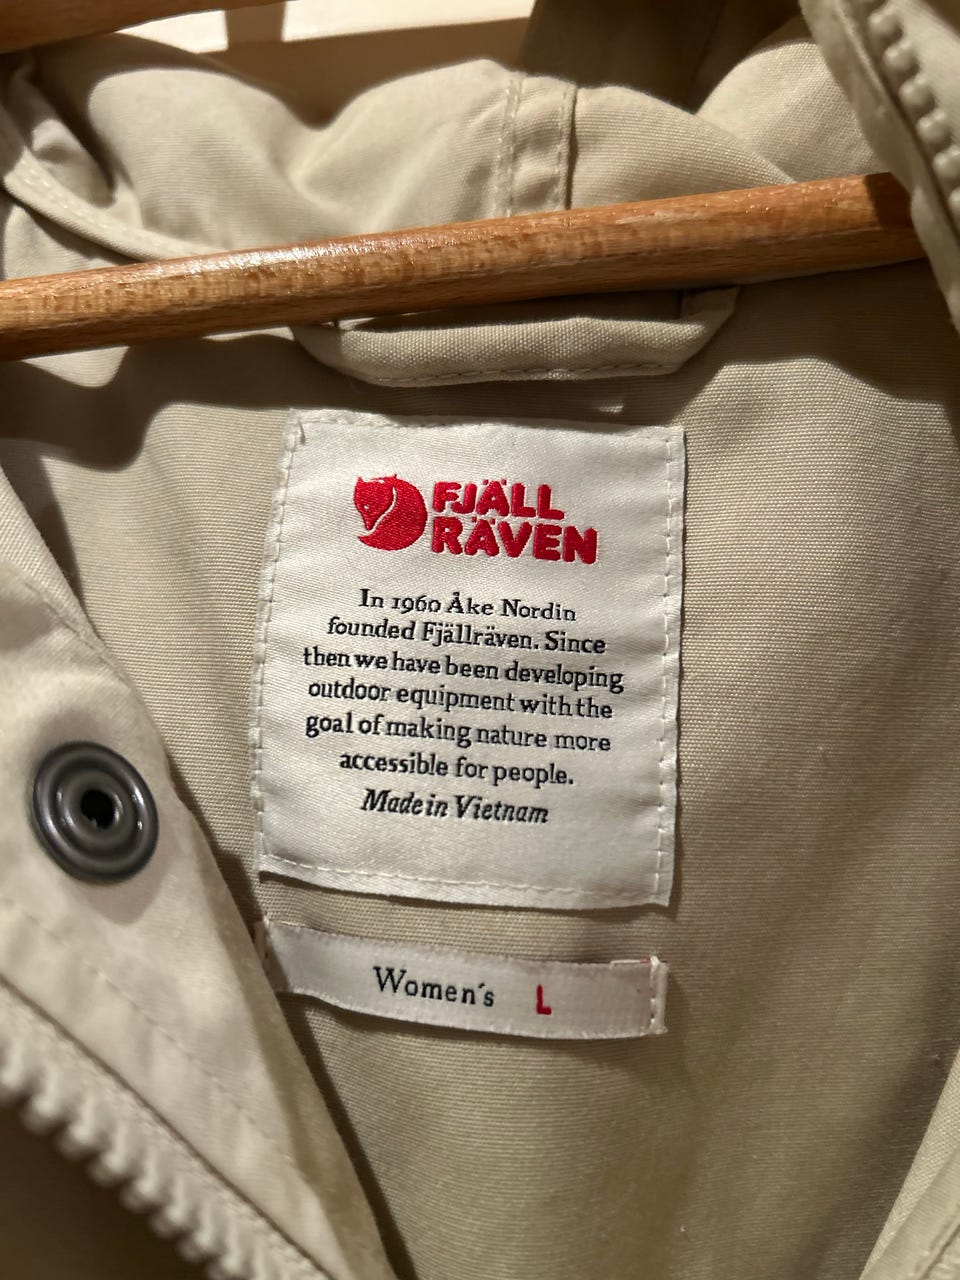 FJÄLL
RÄVEN
In 1960 Åke Nordin
founded Fjällräven. Since
then we have been developing
outdoor equipment with the
goal of making nature more
accessible for people.
Made in Vietnam
Women´s L